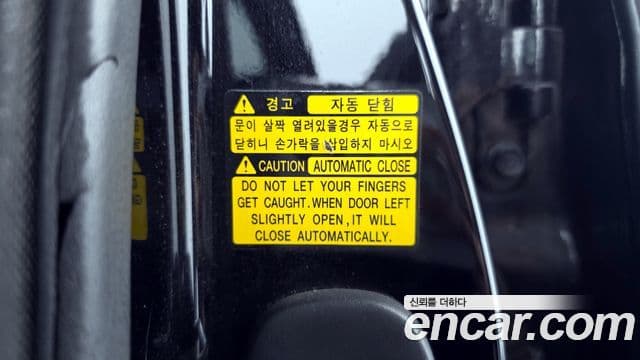 경고 자동 닫힘
문이 살짝 열려있을경우 자동으로
닫히니 손가락을 삽입하지 마시오
CAUTION AUTOMATIC CLOSE
DO NOT LET YOUR FINGERS
GET CAUGHT.WHEN DOOR LEFT
SLIGHTLY OPEN,IT WILL
CLOSE AUTOMATICALLY.
신뢰를 더하다
encar.com